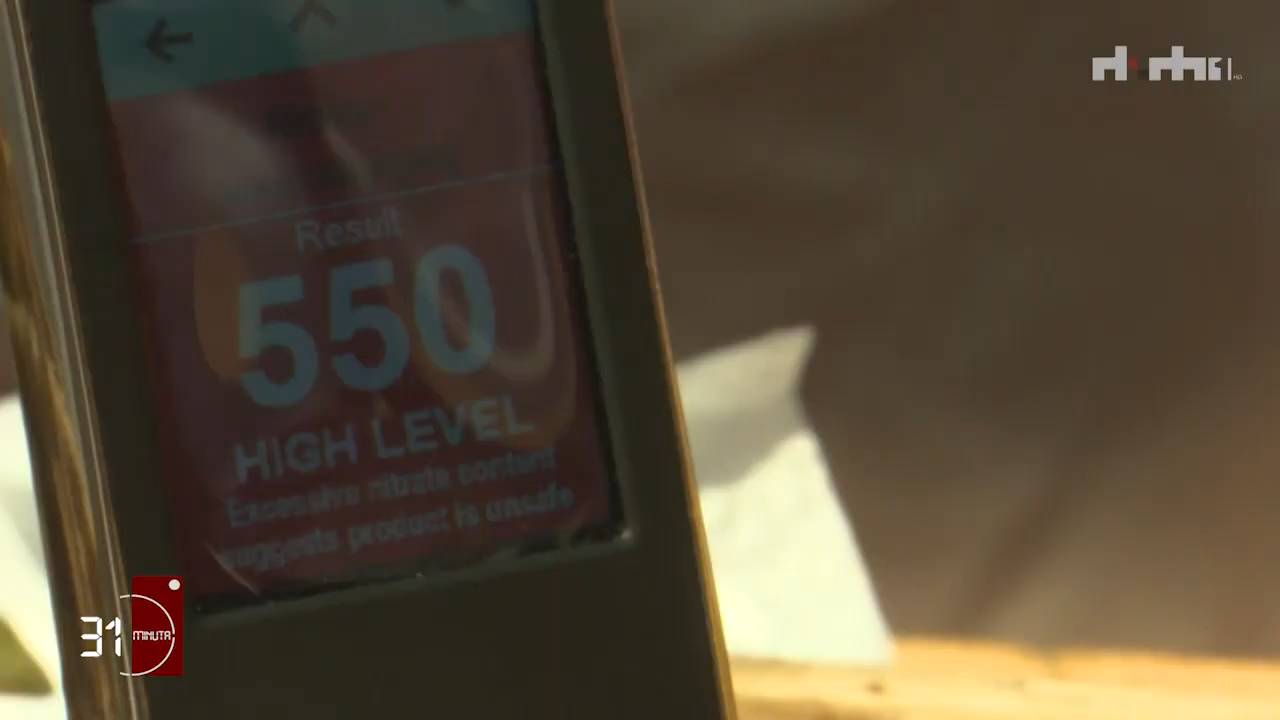 Result
550
HIGH LEVEL
Excessive nitrate content
suggests product is unsafe
31
MINUTA